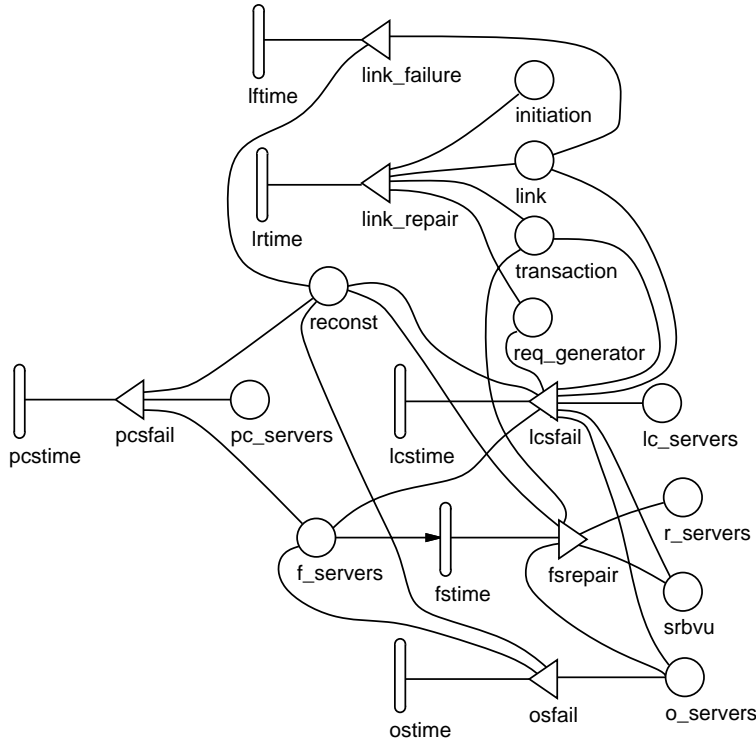 link_failure
lftime
initiation
link
link_repair
lrtime
transaction
reconst
req_generator
pcsfail
pc_servers
lcsfail
lc_servers
pcstime
lcstime
r_servers
f_servers
fsrepair
fstime
srbvu
osfail
o_servers
ostime